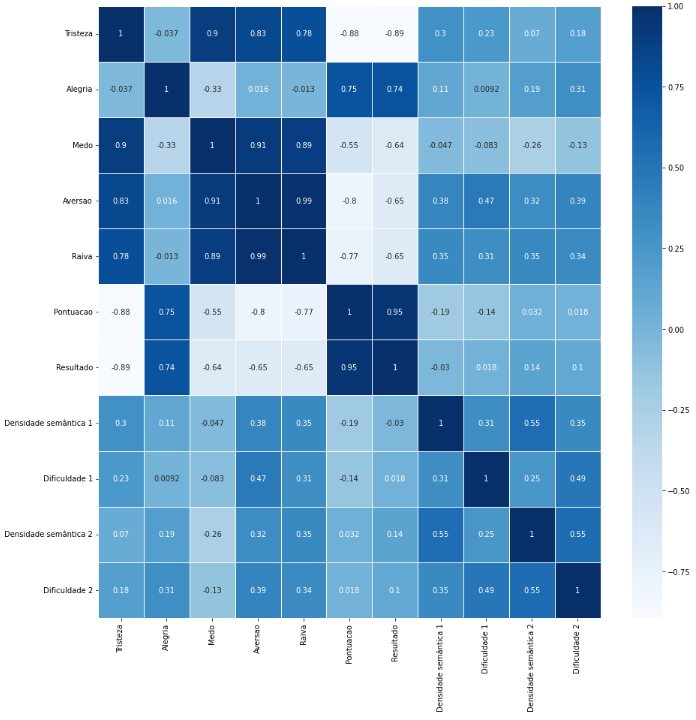 Tristeza 1 -0.037 0.9 0.83 0.78 -0.88 -0.89 0.3 0.23 0.07 0.18
Alegria -0.037 1 -0.33 0.016 -0.013 0.75 0.74 0.11 0.0092 0.19 0.31
Medo 0.9 -0.33 1 0.91 0.89 -0.55 -0.64 -0.047 -0.083 -0.26 -0.13
Aversao 0.83 0.016 0.91 1 0.99 -0.8 -0.65 0.38 0.47 0.32 0.39
Raiva 0.78 -0.013 0.89 0.99 1 -0.77 -0.65 0.35 0.31 0.35 0.34
Pontuacao -0.88 0.75 -0.55 -0.8 -0.77 1 0.95 -0.19 -0.14 0.032 0.018
Resultado -0.89 0.74 -0.64 -0.65 -0.65 0.95 1 -0.03 0.018 0.14 0.1
Densidade semântica 1 0.3 0.11 -0.047 0.38 0.35 -0.19 -0.03 1 0.31 0.55 0.35
Dificuldade 1 0.23 0.0092 -0.083 0.47 0.31 -0.14 0.018 0.31 1 0.25 0.49
Densidade semântica 2 0.07 0.19 -0.26 0.32 0.35 0.032 0.14 0.55 0.25 1 0.55
Dificuldade 2 0.18 0.31 -0.13 0.39 0.34 0.018 0.1 0.35 0.49 0.55 1
Tristeza
Alegria
Medo
Aversao
Raiva
Pontuacao
Resultado
Densidade semântica 1
Dificuldade 1
Densidade semântica 2
Dificuldade 2
1.00
0.75
0.50
0.25
0.00
-0.25
-0.50
-0.75